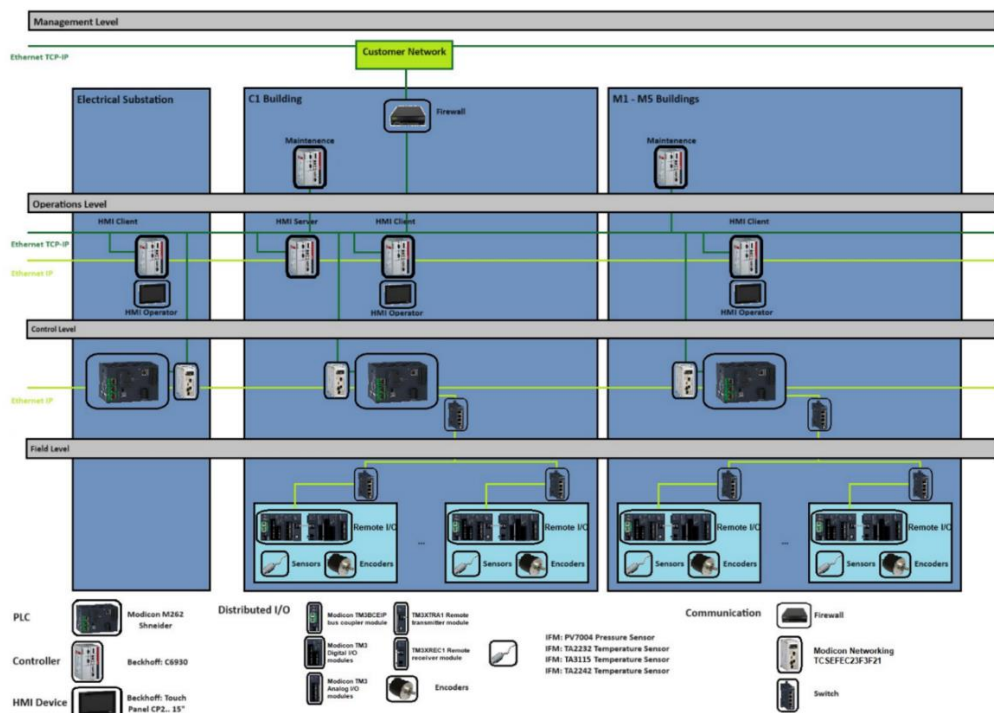 Management Level
Customer Network
Ethernet TCP-IP
Electrical Substation
C1 Building
M1 - M5 Buildings
Firewall
Maintenence
Maintenence
Operations Level
HMI Client
HMI Server
HMI Client
HMI Client
Ethernet TCP-IP
Ethernet IP
HMI Operator
HMI Operator
HMI Operator
Control Level
Ethernet IP
Field Level
Remote I/O
Remote I/O
Remote I/O
Remote I/O
Sensors
Encoders
Sensors
Encoders
Sensors
Encoders
Sensors
Encoders
PLC
Modicon M262
Shneider
Controller
Beckhoff: C6930
HMI Device
Beckhoff: Touch
Panel CP2.. 15"
Distributed I/O
Modicon TM3BCEIP
bus coupler module
Modicon TM3
Digital I/O
modules
Modicon TM3
Analog I/O
modules
TM3XTRA1 Remote
transmitter module
TM3XREC1 Remote
receiver module
Encoders
IFM: PV7004 Pressure Sensor
IFM: TA2232 Temperature Sensor
IFM: TA3115 Temperature Sensor
IFM: TA2242 Temperature Sensor
Communication
Firewall
Modicon Networking
TCSEFEC23F3F21
Switch